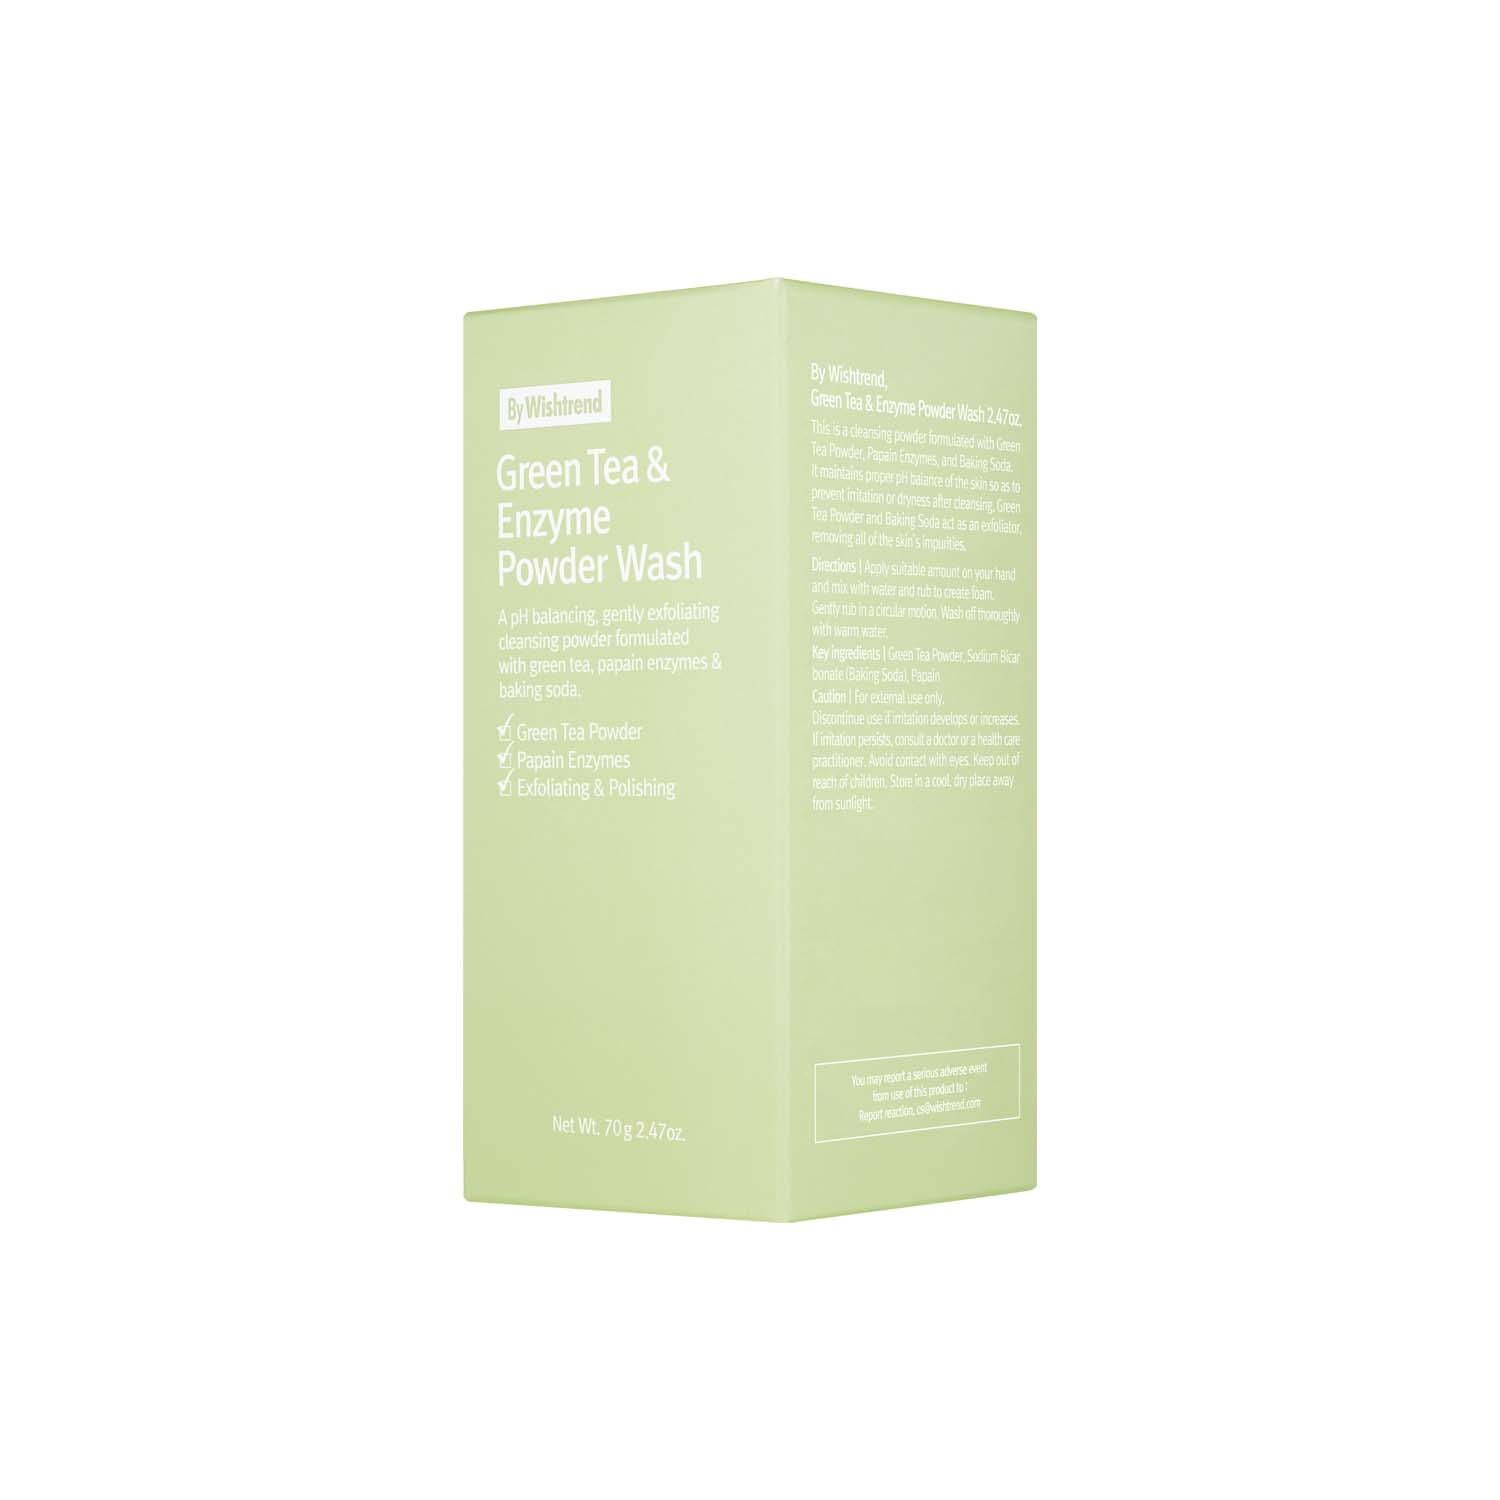 By Wishtrend
Green Tea &
Enzyme
Powder Wash
A pH balancing, gently exfoliating
cleansing powder formulated
with green tea, papain enzymes &
baking soda.
Green Tea Powder
Papain Enzymes
Exfoliating & Polishing
Net Wt. 70g 2.47oz.
By Wishtrend,
Green Tea & Enzyme Powder Wash 2.47oz.
This is a cleansing powder formulated with Green
Tea Powder, Papain Enzymes, and Baking Soda.
It maintains proper pH balance of the skin so as to
prevent irritation or dryness after cleansing. Green
Tea Powder and Baking Soda act as an exfoliator,
removing all of the skin's impurities.
Directions | Apply suitable amount on your hand
and mix with water and rub to create foam.
Gently rub in a circular motion. Wash off thoroughly
with warm water.
Key ingredients | Green Tea Powder, Sodium Bicar
bonate (Baking Soda), Papain
Caution | For external use only.
Discontinue use if irritation develops or increases.
If irritation persists, consult a doctor or a health care
practitioner. Avoid contact with eyes. Keep out of
reach of children. Store in a cool, dry place away
from sunlight.
You may report a serious adverse event
from use of this product to :
Report reaction, cs@wishtrend.com